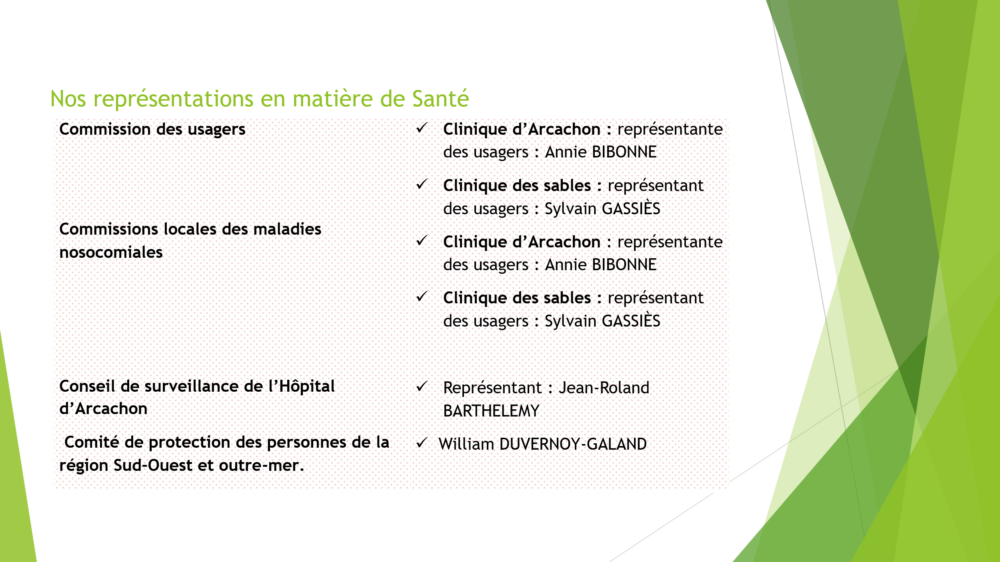 Nos représentations en matière de Santé
Commission des usagers
✓ Clinique d’Arcachon : représentante
des usagers : Annie BIBONNE
✓ Clinique des sables : représentant
des usagers : Sylvain GASSIÈS
Commissions locales des maladies
nosocomiales
✓ Clinique d’Arcachon : représentante
des usagers : Annie BIBONNE
✓ Clinique des sables : représentant
des usagers : Sylvain GASSIÈS
Conseil de surveillance de l’Hôpital
d’Arcachon
✓ Représentant : Jean-Roland
BARTHELEMY
Comité de protection des personnes de la
région Sud-Ouest et outre-mer.
✓ William DUVERNOY-GALAND